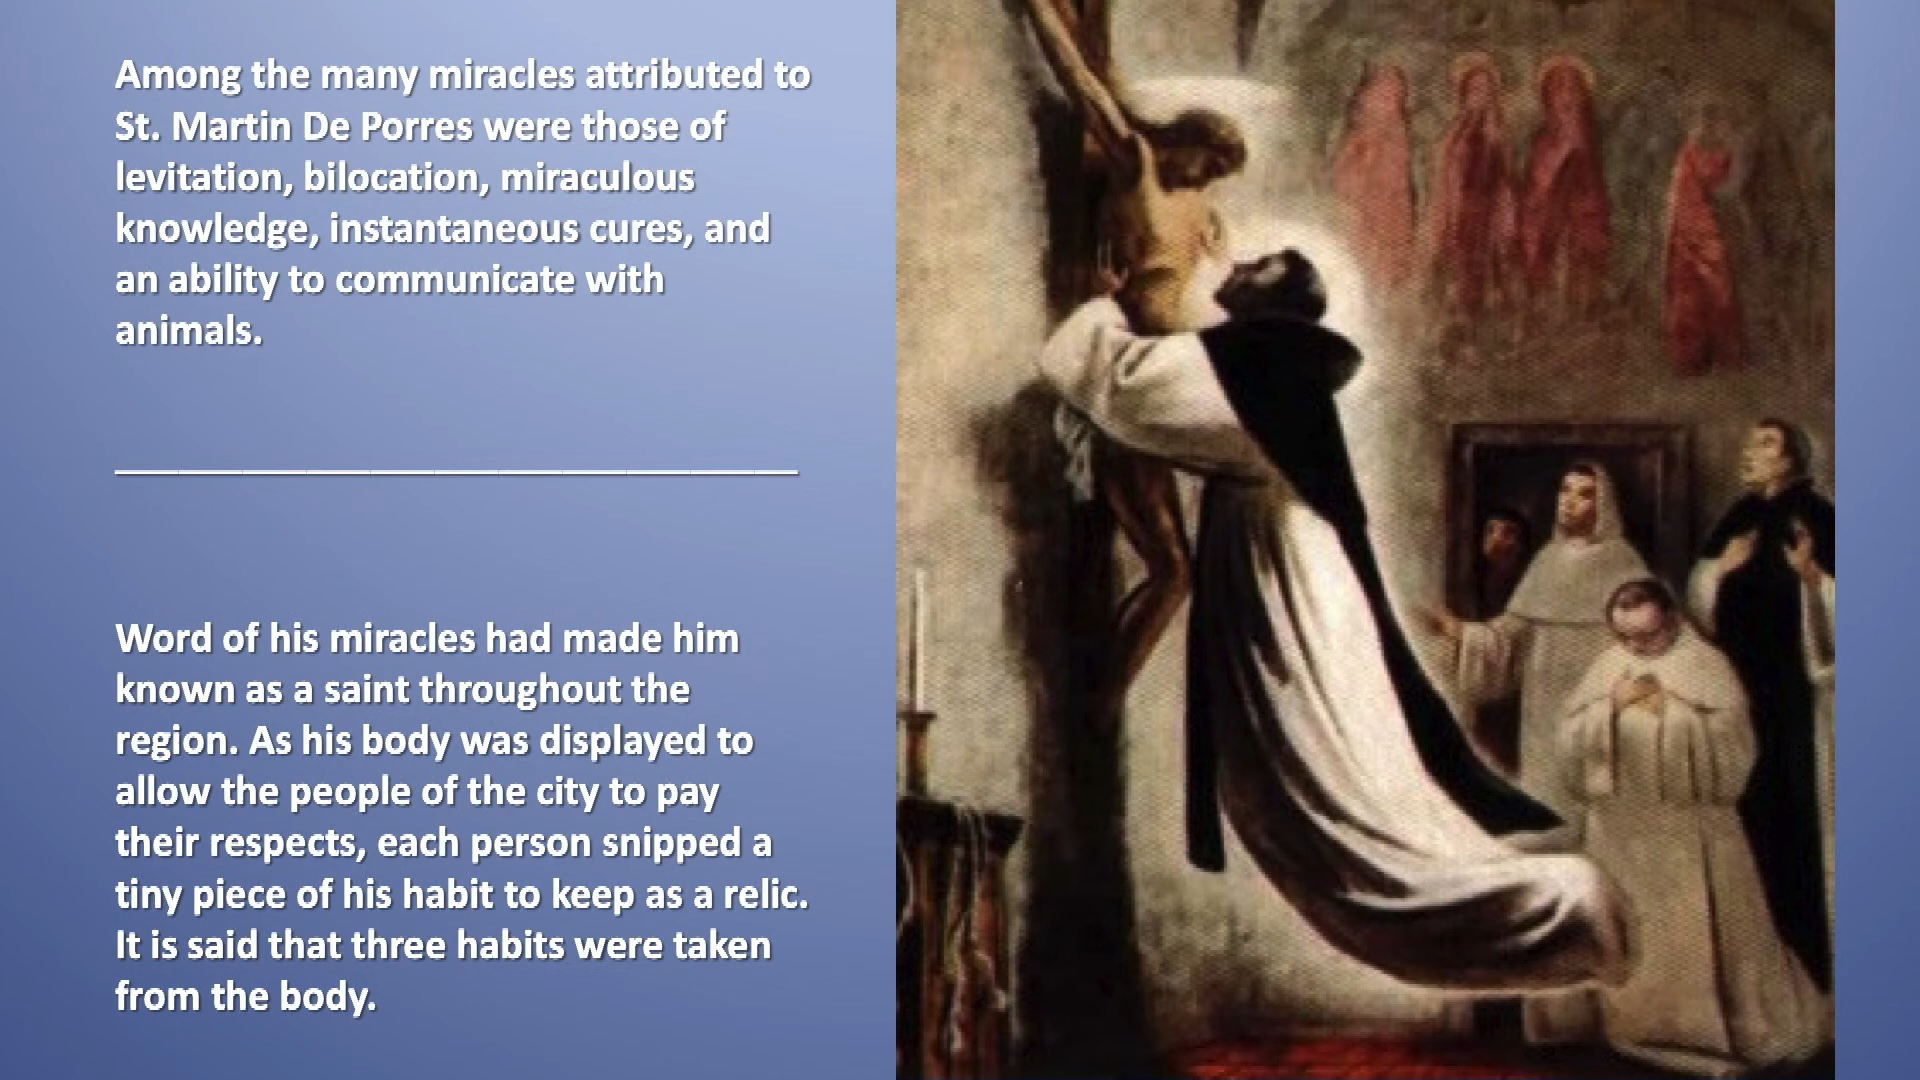 Among the many miracles attributed to
St. Martin De Porres were those of
levitation, bilocation, miraculous
knowledge, instantaneous cures, and
an ability to communicate with
animals.
Word of his miracles had made him
known as a saint throughout the
region. As his body was displayed to
allow the people of the city to pay
their respects, each person snipped a
tiny piece of his habit to keep as a relic.
It is said that three habits were taken
from the body.